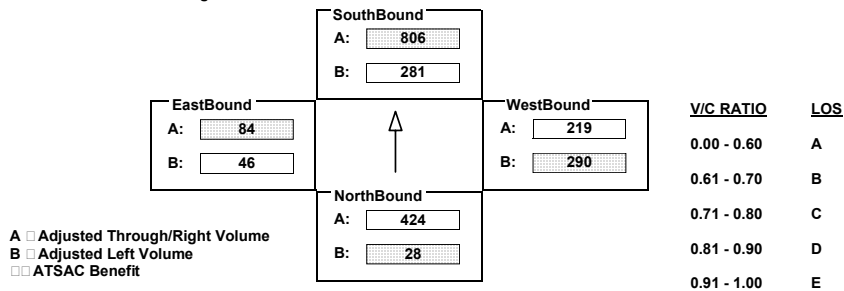 SouthBound
A: 806
B: 281
EastBound
A: 84
B: 46
WestBound
A: 219
B: 290
NorthBound
A: 424
B: 28
A □ Adjusted Through/Right Volume
B □ Adjusted Left Volume
□□ ATSAC Benefit
V/C RATIO LOS
0.00 - 0.60 A
0.61 - 0.70 B
0.71 - 0.80 C
0.81 - 0.90 D
0.91 - 1.00 E